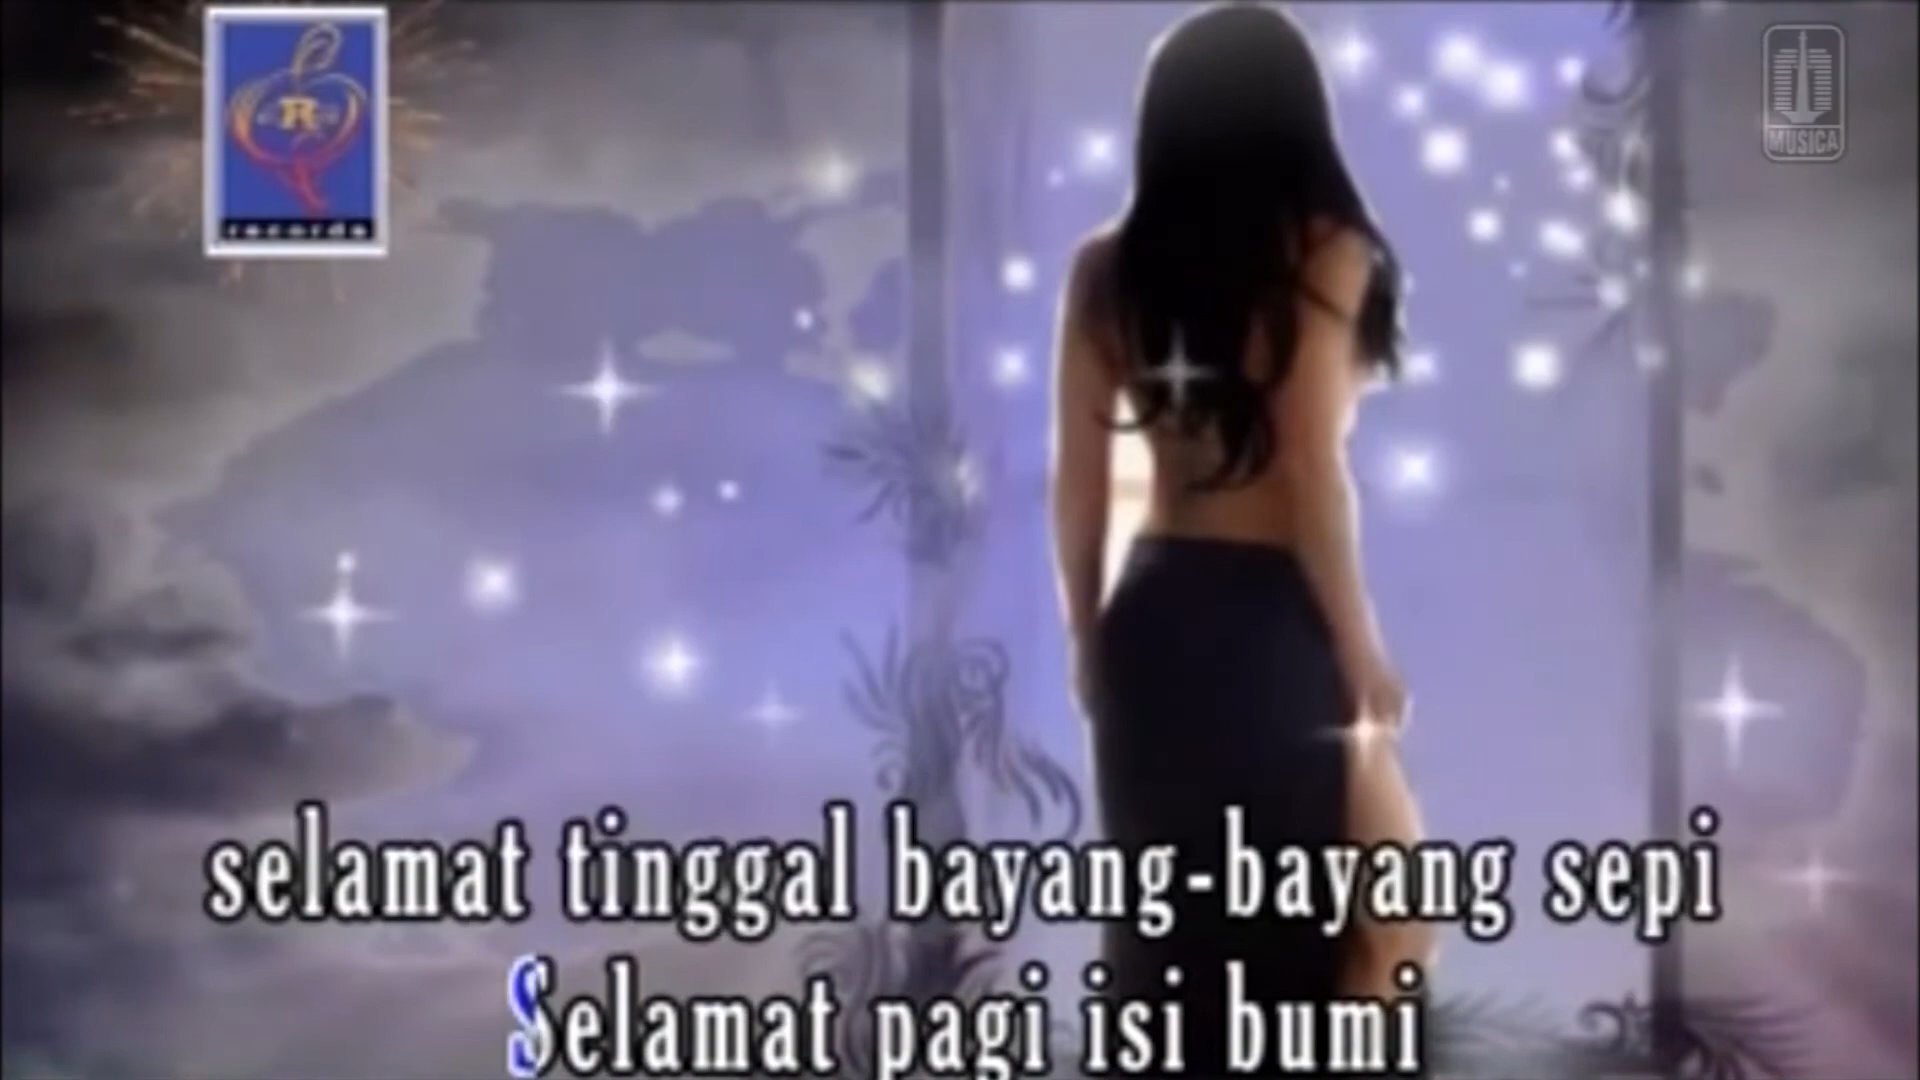 R
records
MUSICA
selamat tinggal bayang-bayang sepi
Selamat pagi isi bumi